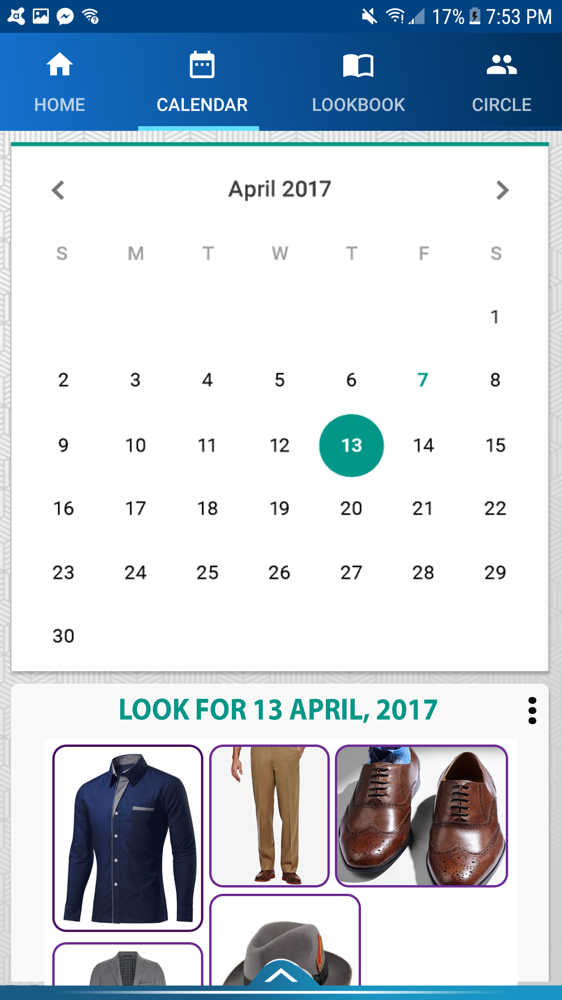 17% 7:53 PM
HOME CALENDAR LOOKBOOK CIRCLE
April 2017
S M T W T F S
1
2 3 4 5 6 7 8
9 10 11 12 13 14 15
16 17 18 19 20 21 22
23 24 25 26 27 28 29
30
LOOK FOR 13 APRIL, 2017